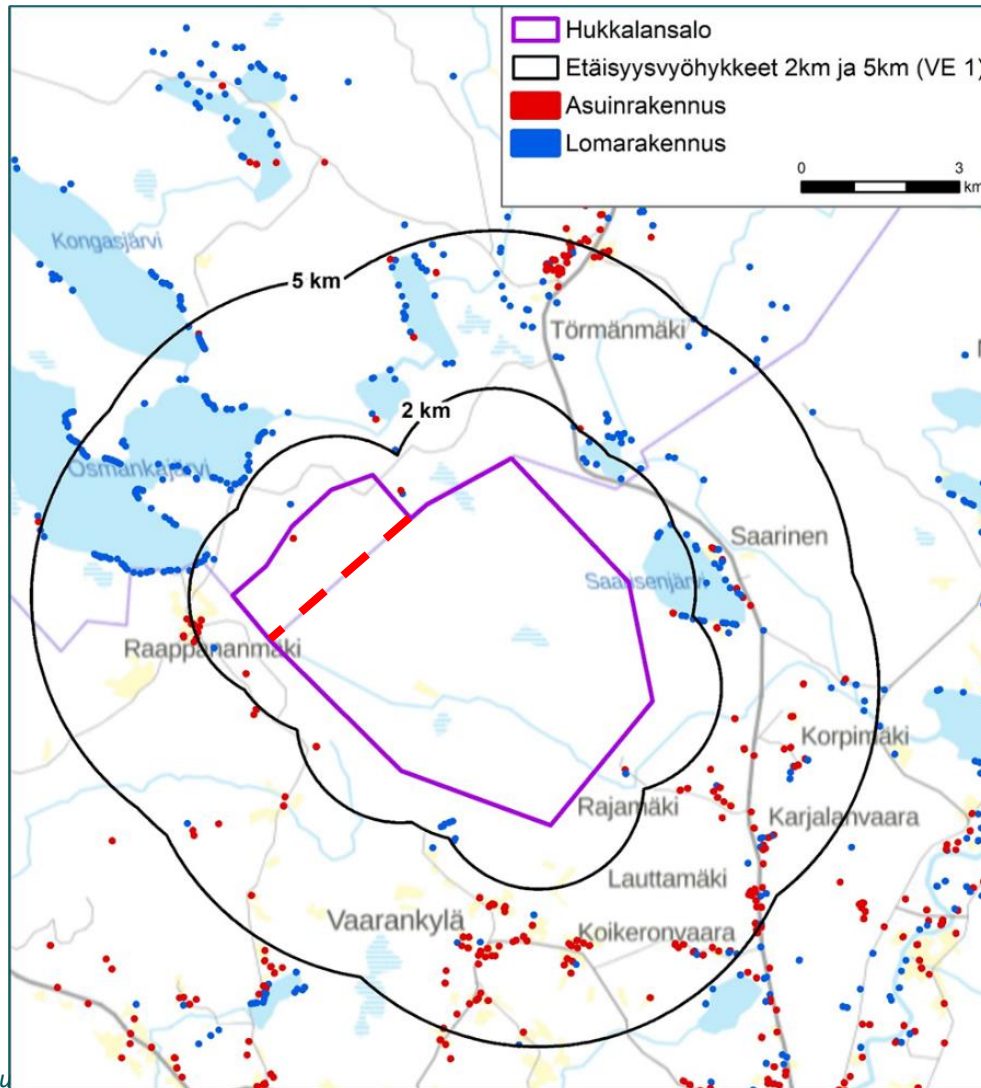 Hukkalansalo
Etäisyysvyöhykkeet 2km ja 5km (VE 1)
Asuinrakennus
Lomarakennus
0 3
km
Kongasjärvi
5 km
Törmänmäki
2 km
Osmankajärvi
Saarinen
Saarisenjärvi
Raappananmäki
Korpimäki
Rajamäki
Karjalanvaara
Lauttamäki
Vaarankylä
Koikeronvaara